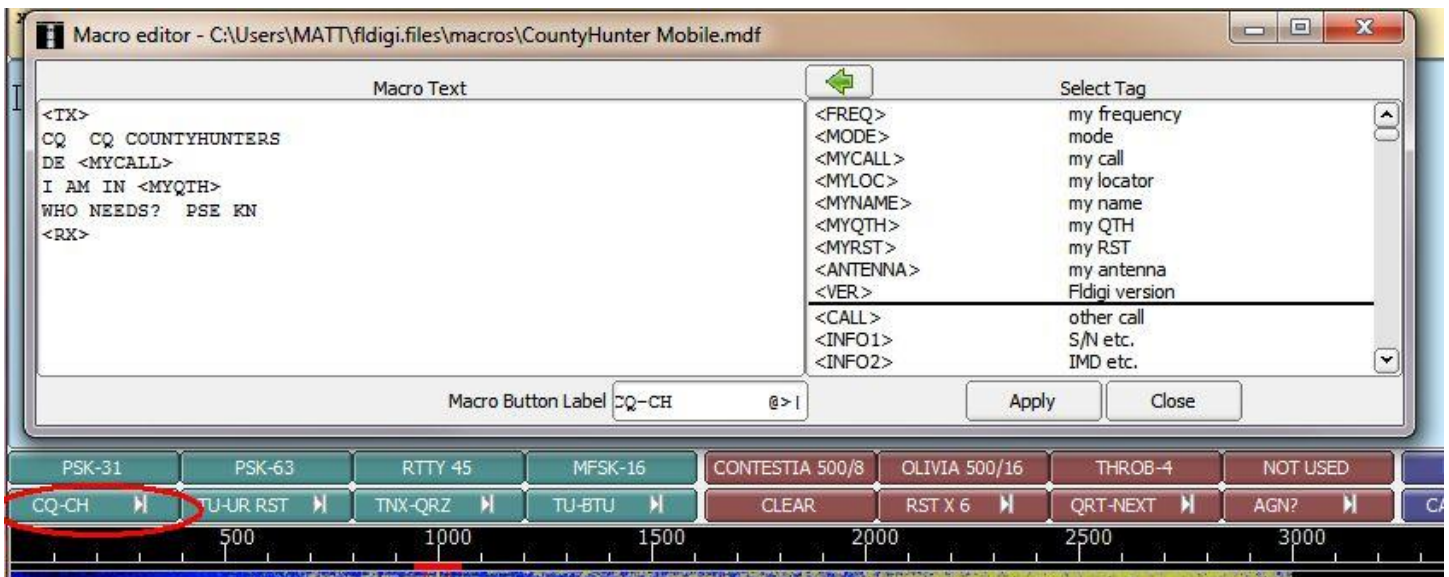 Macro editor - C:\Users\MATT\fldigi.files\macros\CountyHunter Mobile.mdf
Macro Text
Select Tag
<TX>
CQ  CQ COUNTYHUNTERS
DE <MYCALL>
I AM IN <MYQTH>
WHO NEEDS?  PSE KN
<RX>
<FREQ> my frequency
<MODE> mode
<MYCALL> my call
<MYLOC> my locator
<MYNAME> my name
<MYQTH> my QTH
<MYRST> my RST
<ANTENNA> my antenna
<VER> Fldigi version
<CALL> other call
<INFO1> S/N etc.
<INFO2> IMD etc.
Macro Button Label CQ-CH @>| Apply Close
PSK-31 PSK-63 RTTY 45 MFSK-16 CONTESTIA 500/8 OLIVIA 500/16 THROB-4 NOT USED
CQ-CH TU-UR RST TNX-QRZ TU-BTU CLEAR RST X 6 QRT-NEXT AGN?
500 1000 1500 2000 2500 3000